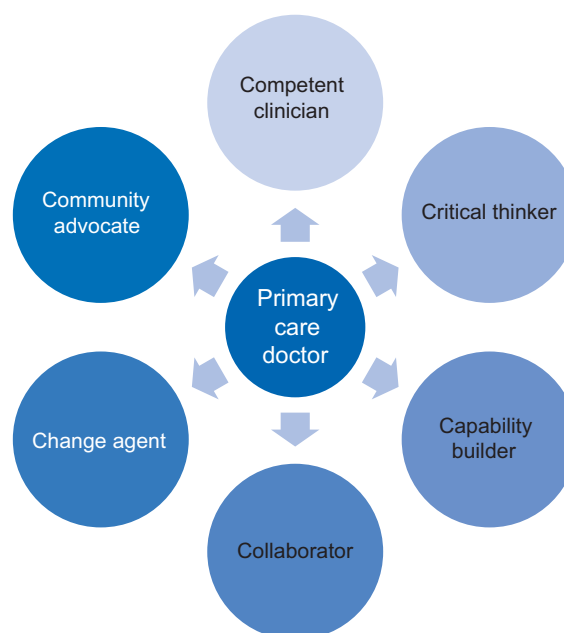 Competent
clinician
Community
advocate
Critical thinker
Primary
care
doctor
Change agent
Capability
builder
Collaborator